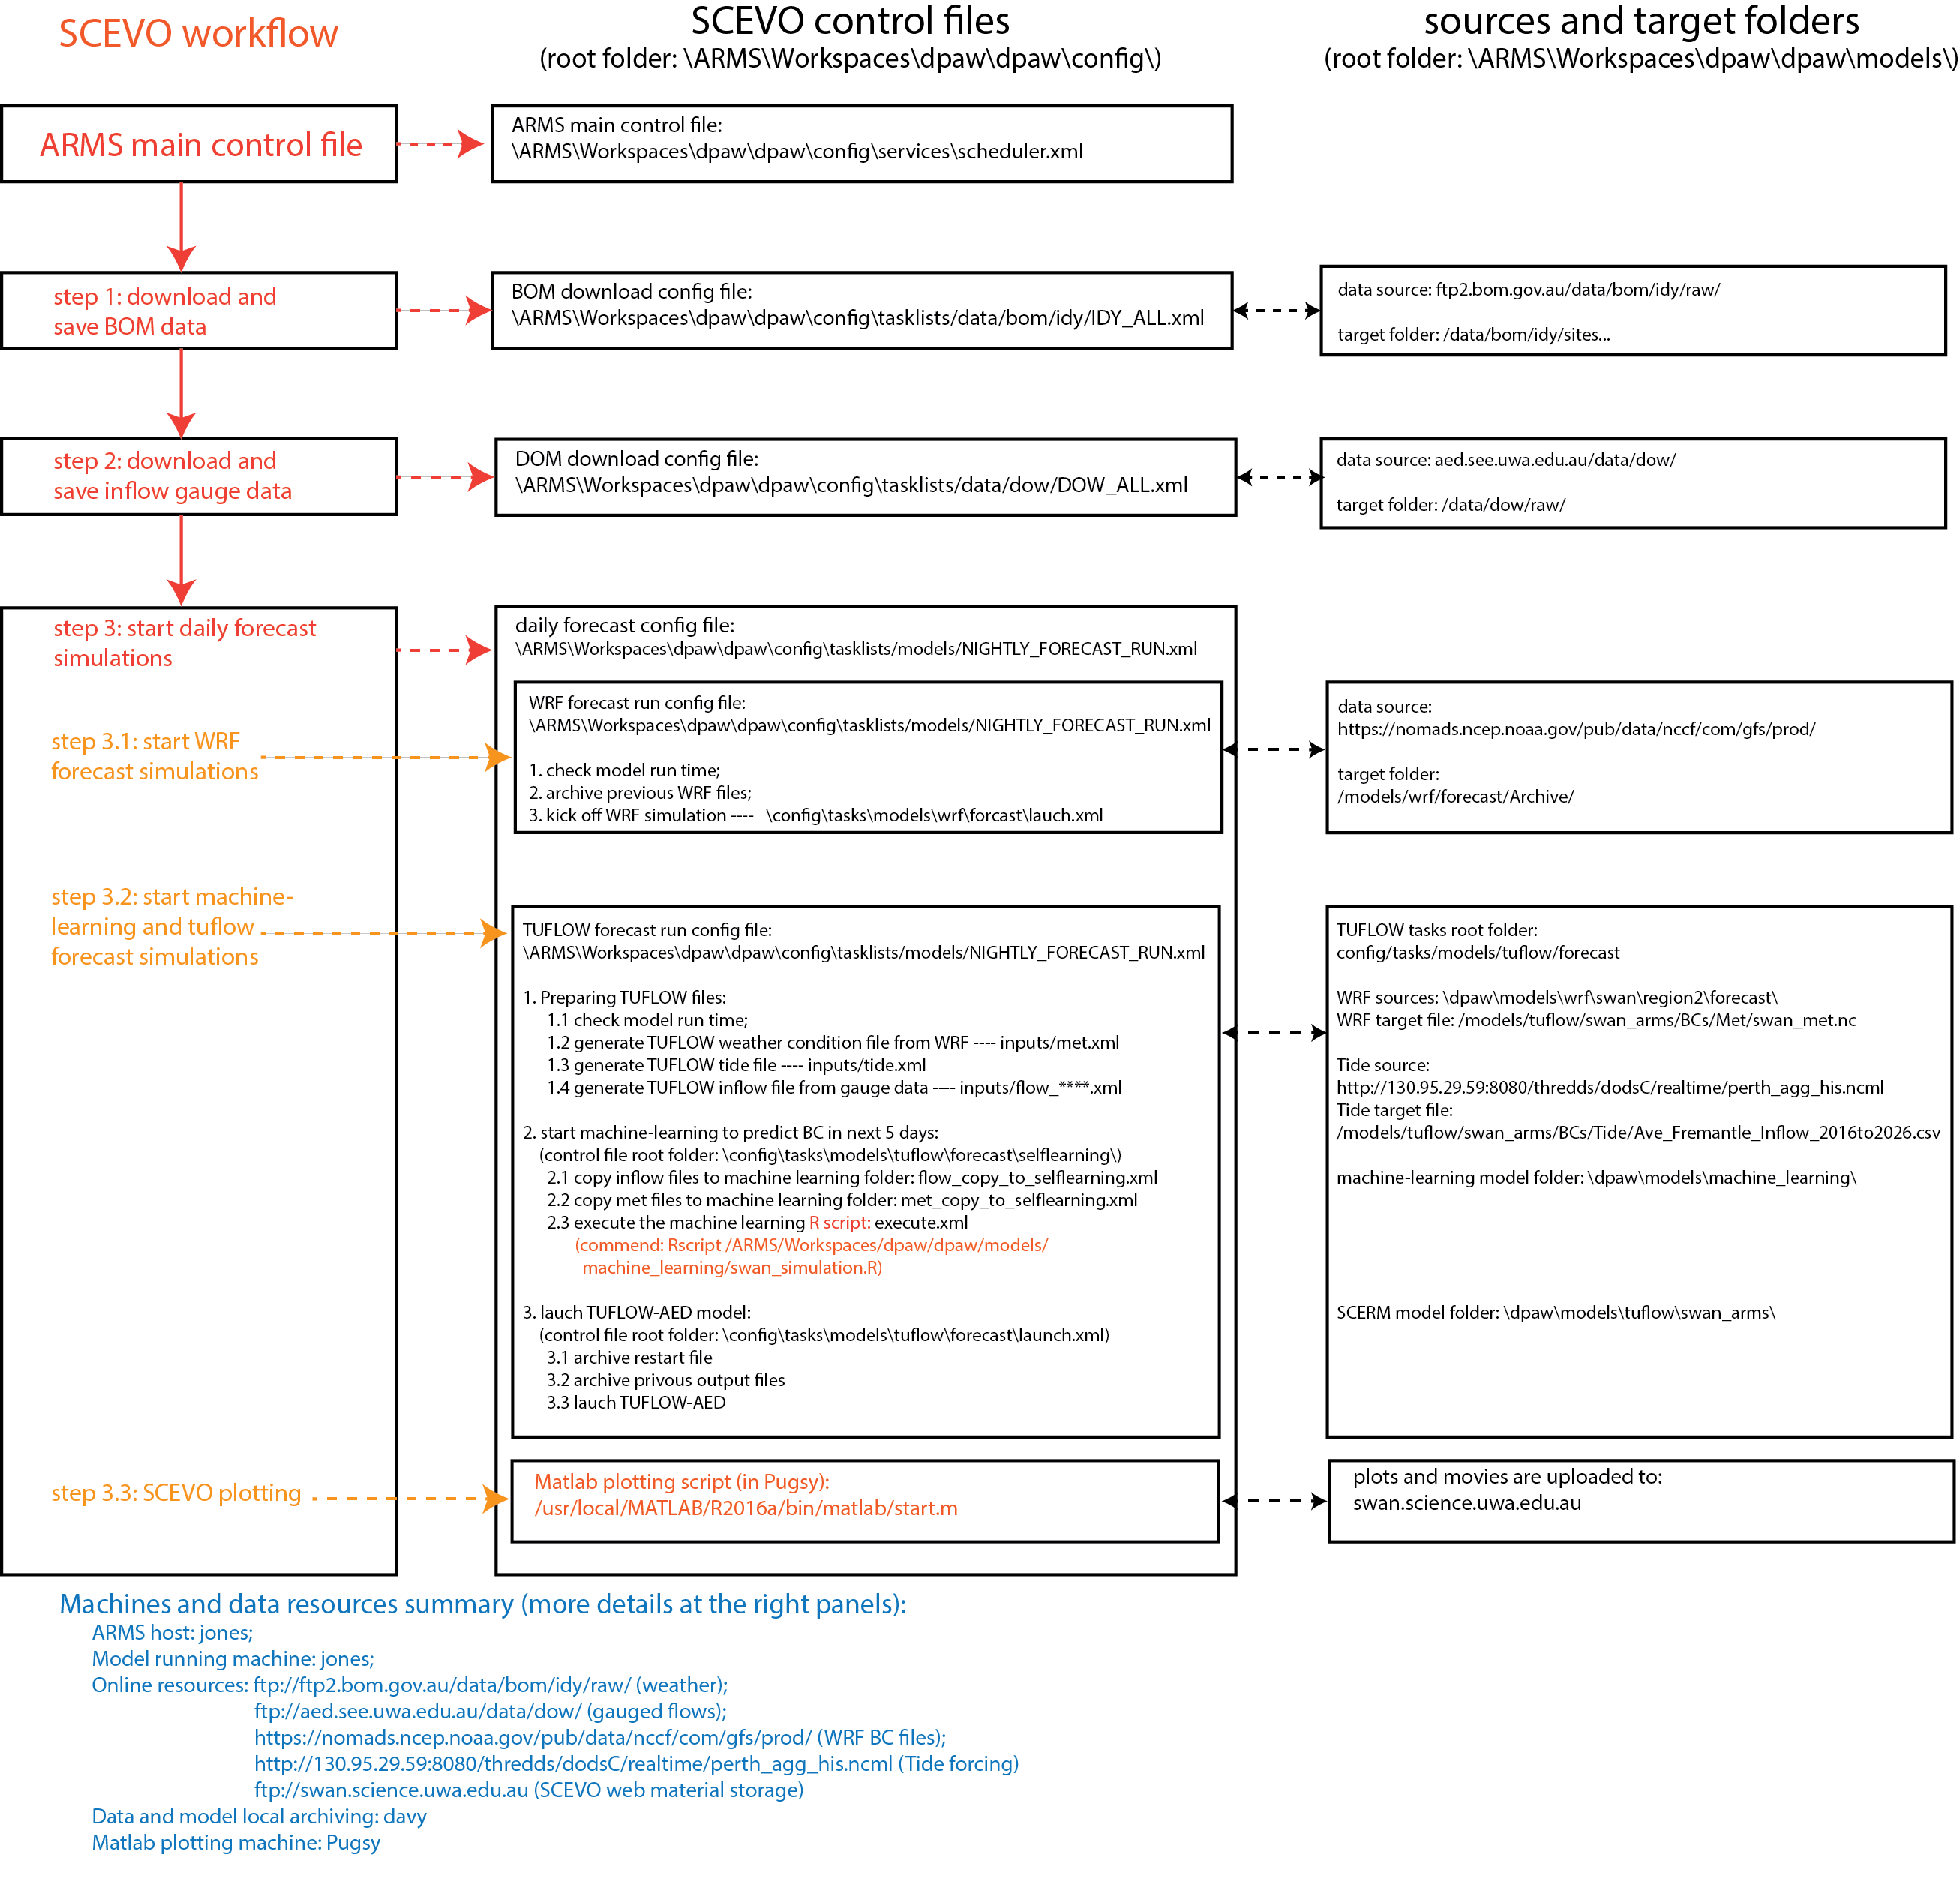 SCEVO workflow
SCEVO control files
(root folder: \ARMS\Workspaces\dpaw\dpaw\config\)
sources and target folders
(root folder: \ARMS\Workspaces\dpaw\dpaw\models\)
ARMS main control file
ARMS main control file:
\ARMS\Workspaces\dpaw\dpaw\config\services\scheduler.xml
step 1: download and
save BOM data
BOM download config file:
\ARMS\Workspaces\dpaw\dpaw\config\tasklists/data/bom/idy/IDY_ALL.xml
data source: ftp2.bom.gov.au/data/bom/idy/raw/
target folder: /data/bom/idy/sites...
step 2: download and
save inflow gauge data
DOM download config file:
\ARMS\Workspaces\dpaw\dpaw\config\tasklists/data/dow/DOW_ALL.xml
data source: aed.see.uwa.edu.au/data/dow/
target folder: /data/dow/raw/
step 3: start daily forecast
simulations
daily forecast config file:
\ARMS\Workspaces\dpaw\dpaw\config\tasklists/models/NIGHTLY_FORECAST_RUN.xml
step 3.1: start WRF
forecast simulations
WRF forecast run config file:
\ARMS\Workspaces\dpaw\dpaw\config\tasklists/models/NIGHTLY_FORECAST_RUN.xml
1. check model run time;
2. archive previous WRF files;
3. kick off WRF simulation ---- \config\tasks\models\wrf\forcast\lauch.xml
data source:
https://nomads.ncep.noaa.gov/pub/data/nccf/com/gfs/prod/
target folder:
/models/wrf/forecast/Archive/
step 3.2: start machine-
learning and tuflow
forecast simulations
TUFLOW forecast run config file:
\ARMS\Workspaces\dpaw\dpaw\config\tasklists/models/NIGHTLY_FORECAST_RUN.xml
1. Preparing TUFLOW files:
1.1 check model run time;
1.2 generate TUFLOW weather condition file from WRF ---- inputs/met.xml
1.3 generate TUFLOW tide file ---- inputs/tide.xml
1.4 generate TUFLOW inflow file from gauge data ---- inputs/flow_****.xml
2. start machine-learning to predict BC in next 5 days:
(control file root folder: \config\tasks\models\tuflow\forecast\selflearning\)
2.1 copy inflow files to machine learning folder: flow_copy_to_selflearning.xml
2.2 copy met files to machine learning folder: met_copy_to_selflearning.xml
2.3 execute the machine learning R script: execute.xml
(commend: Rscript /ARMS/Workspaces/dpaw/dpaw/models/
machine_learning/swan_simulation.R)
3. lauch TUFLOW-AED model:
(control file root folder: \config\tasks\models\tuflow\forecast\launch.xml)
3.1 archive restart file
3.2 archive privous output files
3.3 lauch TUFLOW-AED
TUFLOW tasks root folder:
config/tasks/models/tuflow/forecast
WRF sources: \dpaw\models\wrf\swan\region2\forecast\
WRF target file: /models/tuflow/swan_arms/BCs/Met/swan_met.nc
Tide source:
http://130.95.29.59:8080/thredds/dodsC/realtime/perth_agg_his.ncml
Tide target file:
/models/tuflow/swan_arms/BCs/Tide/Ave_Fremantle_Inflow_2016to2026.csv
machine-learning model folder: \dpaw\models\machine_learning\
SCERM model folder: \dpaw\models\tuflow\swan_arms\
step 3.3: SCEVO plotting
Matlab plotting script (in Pugsy):
/usr/local/MATLAB/R2016a/bin/matlab/start.m
plots and movies are uploaded to:
swan.science.uwa.edu.au
Machines and data resources summary (more details at the right panels):
ARMS host: jones;
Model running machine: jones;
Online resources: ftp://ftp2.bom.gov.au/data/bom/idy/raw/ (weather);
ftp://aed.see.uwa.edu.au/data/dow/ (gauged flows);
https://nomads.ncep.noaa.gov/pub/data/nccf/com/gfs/prod/ (WRF BC files);
http://130.95.29.59:8080/thredds/dodsC/realtime/perth_agg_his.ncml (Tide forcing)
ftp://swan.science.uwa.edu.au (SCEVO web material storage)
Data and model local archiving: davy
Matlab plotting machine: Pugsy